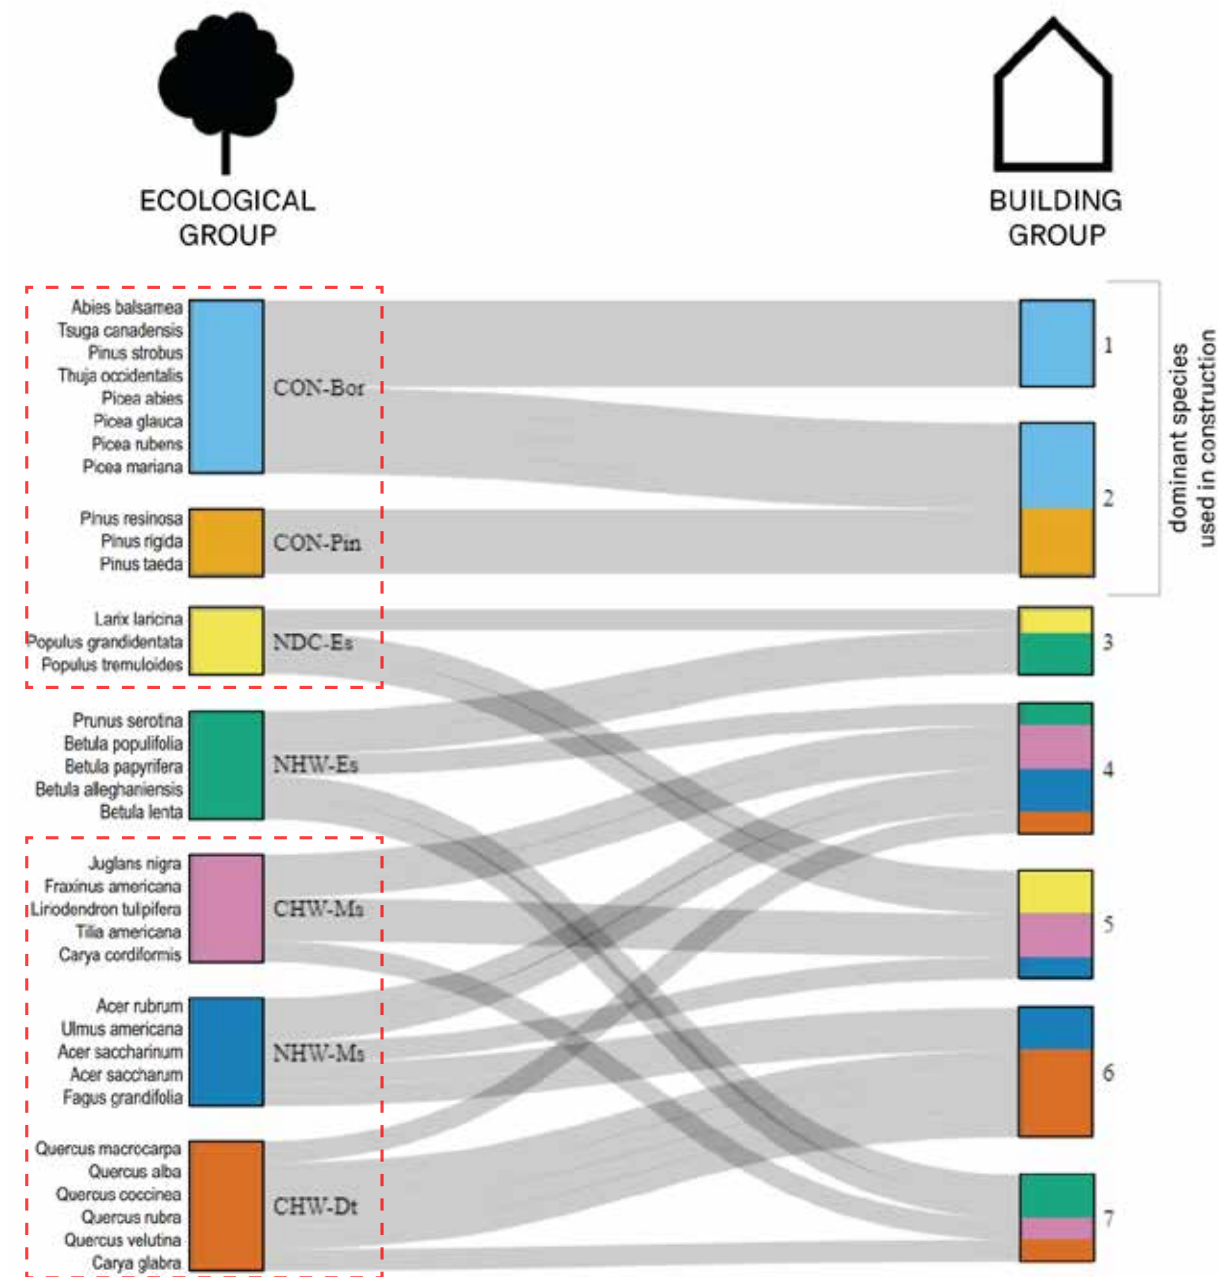 ECOLOGICAL
GROUP
BUILDING
GROUP
Abies balsamea
Tsuga canadensis
Pinus strobus
Thuja occidentalis
Picea abies
Picea glauca
Picea rubens
Picea mariana
CON-Bor
1
Pinus resinosa
Pinus rigida
Pinus taeda
CON-Pin
2
dominant species
used in construction
Larix laricina
Populus grandidentata
Populus tremuloides
NDC-Es
3
Prunus serotina
Betula populifolia
Betula papyrifera
Betula alleghaniensis
Betula lenta
NHW-Es
4
Juglans nigra
Fraxinus americana
Liriodendron tulipifera
Tilia americana
Carya cordiformis
CHW-Ms
5
Acer rubrum
Ulmus americana
Acer saccharinum
Acer saccharum
Fagus grandifolia
NHW-Ms
6
Quercus macrocarpa
Quercus alba
Quercus coccinea
Quercus rubra
Quercus velutina
Carya glabra
CHW-Dt
7